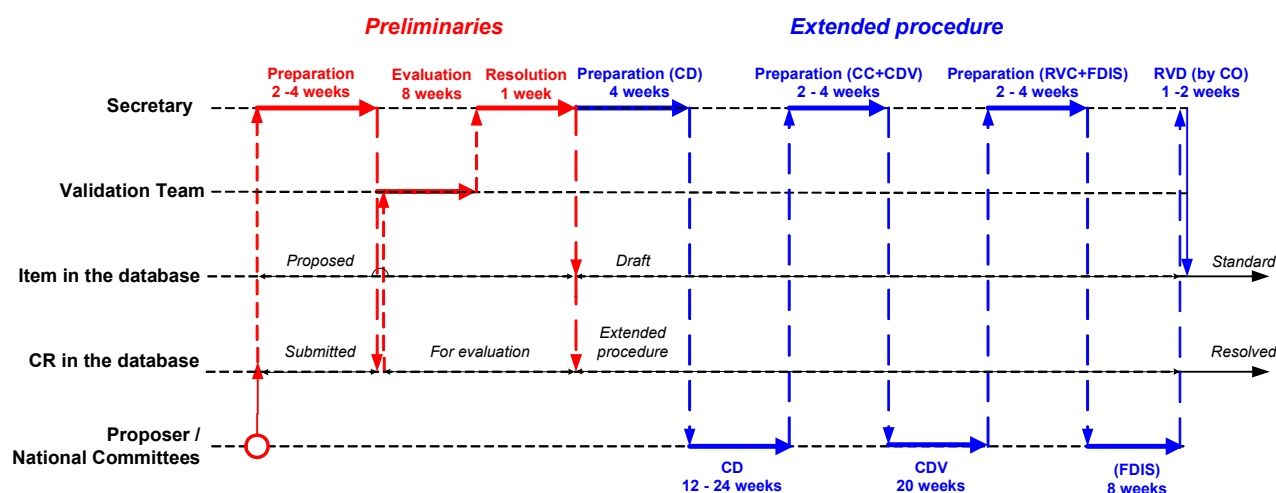 Preliminaries
Extended procedure
Preparation
2 -4 weeks
Evaluation
8 weeks
Resolution
1 week
Preparation (CD)
4 weeks
Preparation (CC+CDV)
2 - 4 weeks
Preparation (RVC+FDIS)
2 - 4 weeks
RVD (by CO)
1 -2 weeks
Secretary
Validation Team
Item in the database
Proposed
Draft
Standard
CR in the database
Submitted
For evaluation
Extended
procedure
Resolved
Proposer /
National Committees
CD
12 - 24 weeks
CDV
20 weeks
(FDIS)
8 weeks